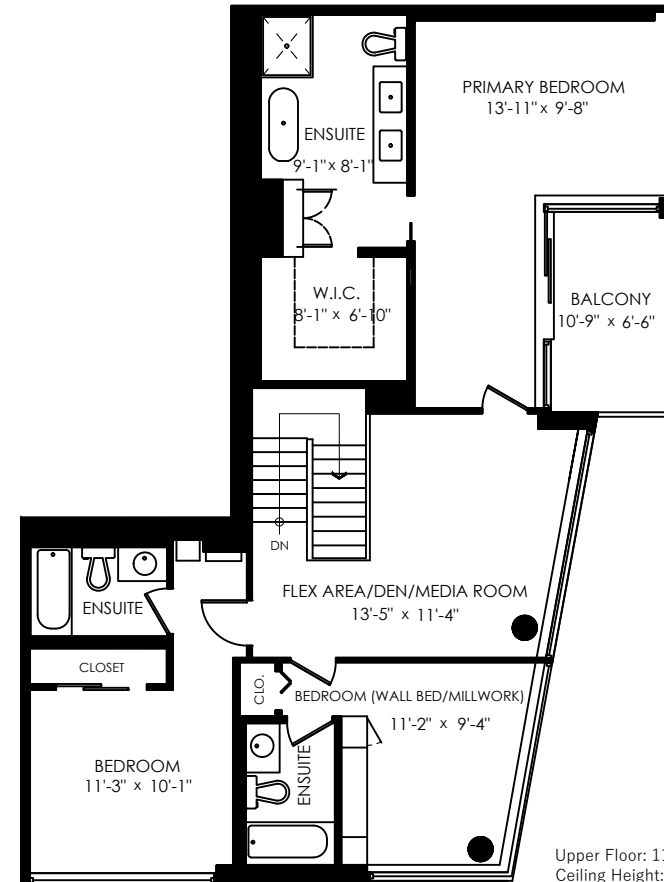 PRIMARY BEDROOM
13'-11" x 9'-8"
ENSUITE
9'-1" x 8'-1"
W.I.C.
8'-1" x 6'-10"
BALCONY
10'-9" x 6'-6"
DN
FLEX AREA/DEN/MEDIA ROOM
13'-5" x 11'-4"
ENSUITE
CLOSET
CLO.
BEDROOM (WALL BED/MILLWORK)
11'-2" x 9'-4"
ENSUITE
BEDROOM
11'-3" x 10'-1"
Upper Floor:
Ceiling Height: